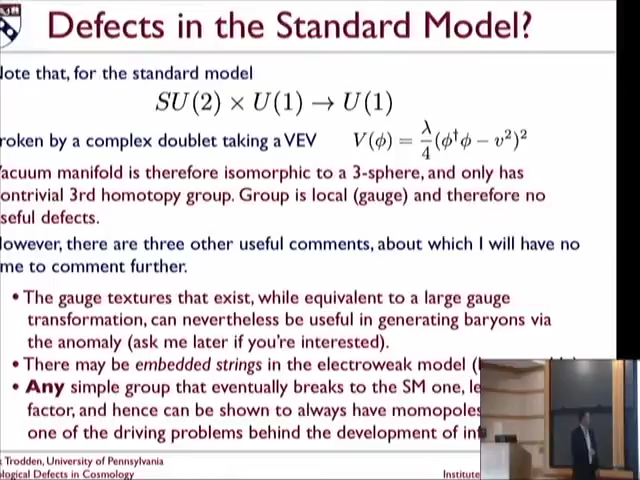 Defects in the Standard Model?
ote that, for the standard model
SU(2) × U(1) → U(1)
roken by a complex doublet taking a VEV V(ϕ) = λ/4 (ϕ†ϕ − v²)²
acuum manifold is therefore isomorphic to a 3-sphere, and only has
ontrivial 3rd homotopy group. Group is local (gauge) and therefore no
seful defects.
owever, there are three other useful comments, about which I will have no
me to comment further.
• The gauge textures that exist, while equivalent to a large gauge
transformation, can nevertheless be useful in generating baryons via
the anomaly (ask me later if you're interested).
• There may be embedded strings in the electroweak model (
• Any simple group that eventually breaks to the SM one, le
factor, and hence can be shown to always have momopoles
one of the driving problems behind the development of inf
Trodden, University of Pennsylvania
ological Defects in Cosmology Institute